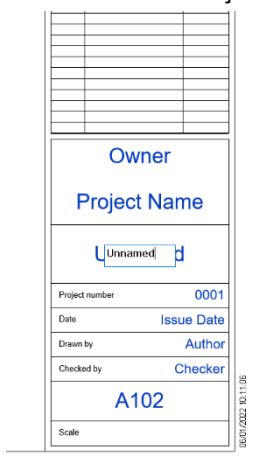 Owner
Project Name
Unnamed
Project number 0001
Date Issue Date
Drawn by Author
Checked by Checker
A102
Scale
06/01/2022 10:11:06